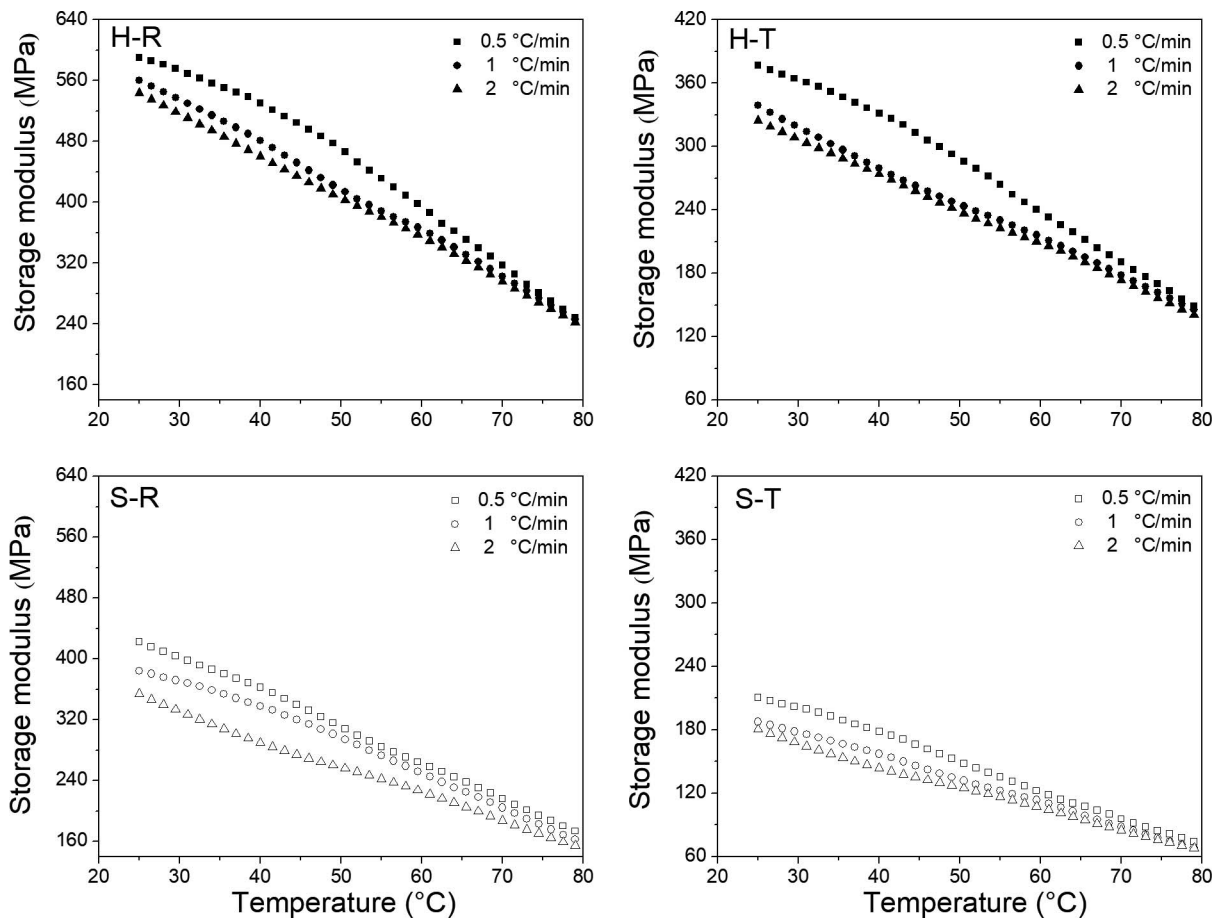 H-R
0.5 °C/min
1 °C/min
2 °C/min
Storage modulus (MPa)
640
560
480
400
320
240
160
20 30 40 50 60 70 80
H-T
0.5 °C/min
1 °C/min
2 °C/min
Storage modulus (MPa)
420
360
300
240
180
120
60
20 30 40 50 60 70 80
S-R
0.5 °C/min
1 °C/min
2 °C/min
Storage modulus (MPa)
640
560
480
400
320
240
160
20 30 40 50 60 70 80
Temperature (°C)
S-T
0.5 °C/min
1 °C/min
2 °C/min
Storage modulus (MPa)
420
360
300
240
180
120
60
20 30 40 50 60 70 80
Temperature (°C)